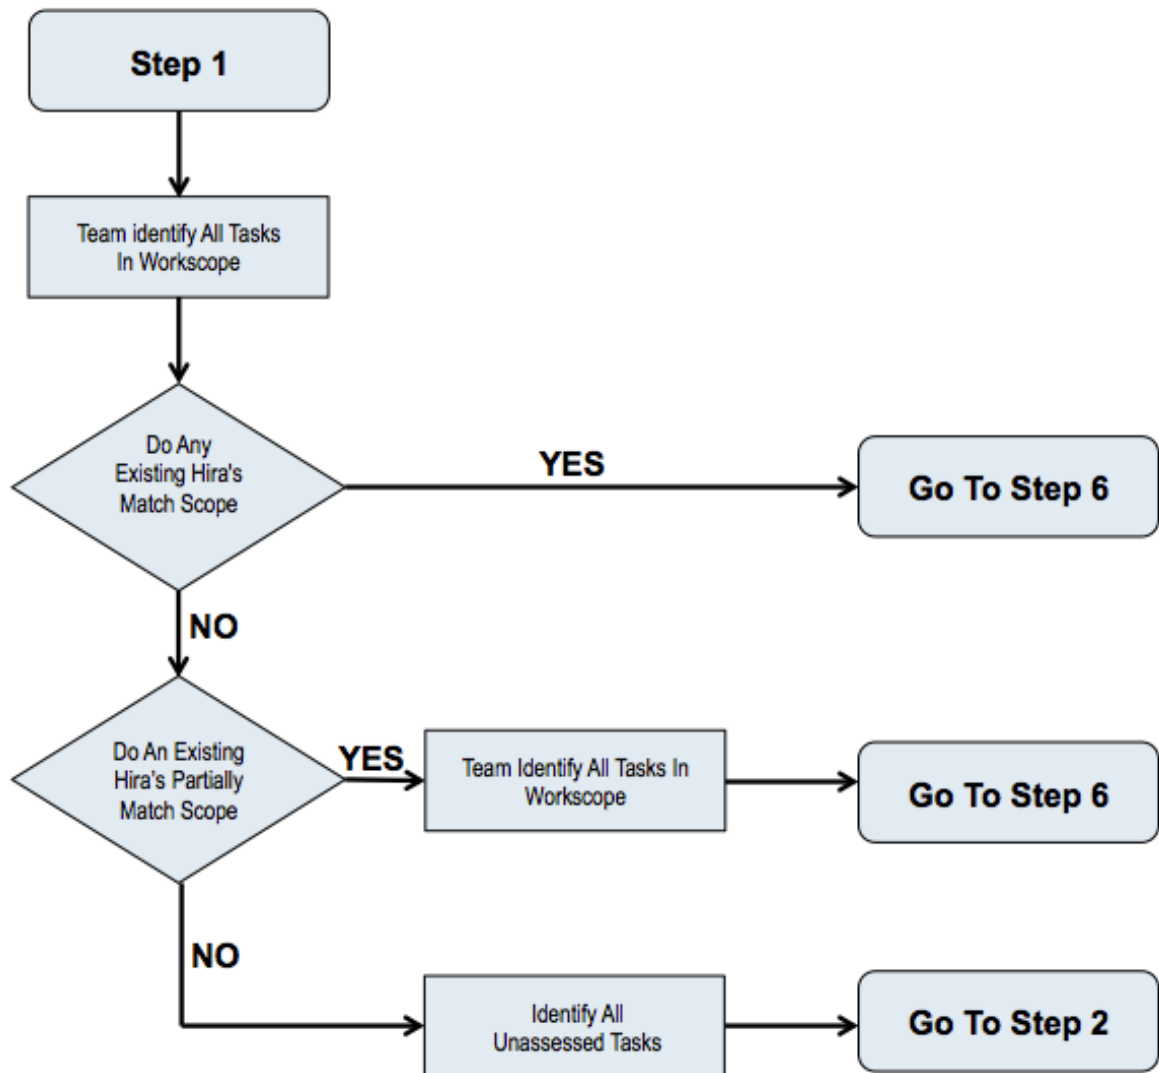 Step 1
Team identify All Tasks
In Workscope
Do Any
Existing Hira's
Match Scope
YES
Go To Step 6
NO
Do An Existing
Hira's Partially
Match Scope
YES
Team Identify All Tasks In
Workscope
Go To Step 6
NO
Identify All
Unassessed Tasks
Go To Step 2